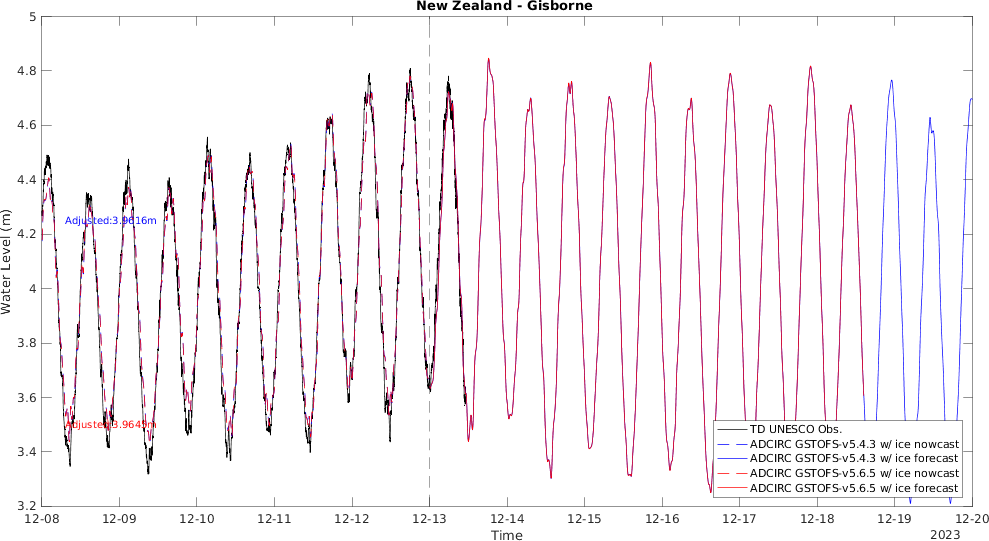 New Zealand - Gisborne
5
4.8
4.6
4.4
4.2
4
3.8
3.6
3.4
3.2
Water Level (m)
Adjusted:3.9616m
Adjusted:3.9649m
TD UNESCO Obs.
ADCIRC GSTOFS-v5.4.3 w/ ice nowcast
ADCIRC GSTOFS-v5.4.3 w/ ice forecast
ADCIRC GSTOFS-v5.6.5 w/ ice nowcast
ADCIRC GSTOFS-v5.6.5 w/ ice forecast
12-08 12-09 12-10 12-11 12-12 12-13 12-14 12-15 12-16 12-17 12-18 12-19 12-20
Time
2023